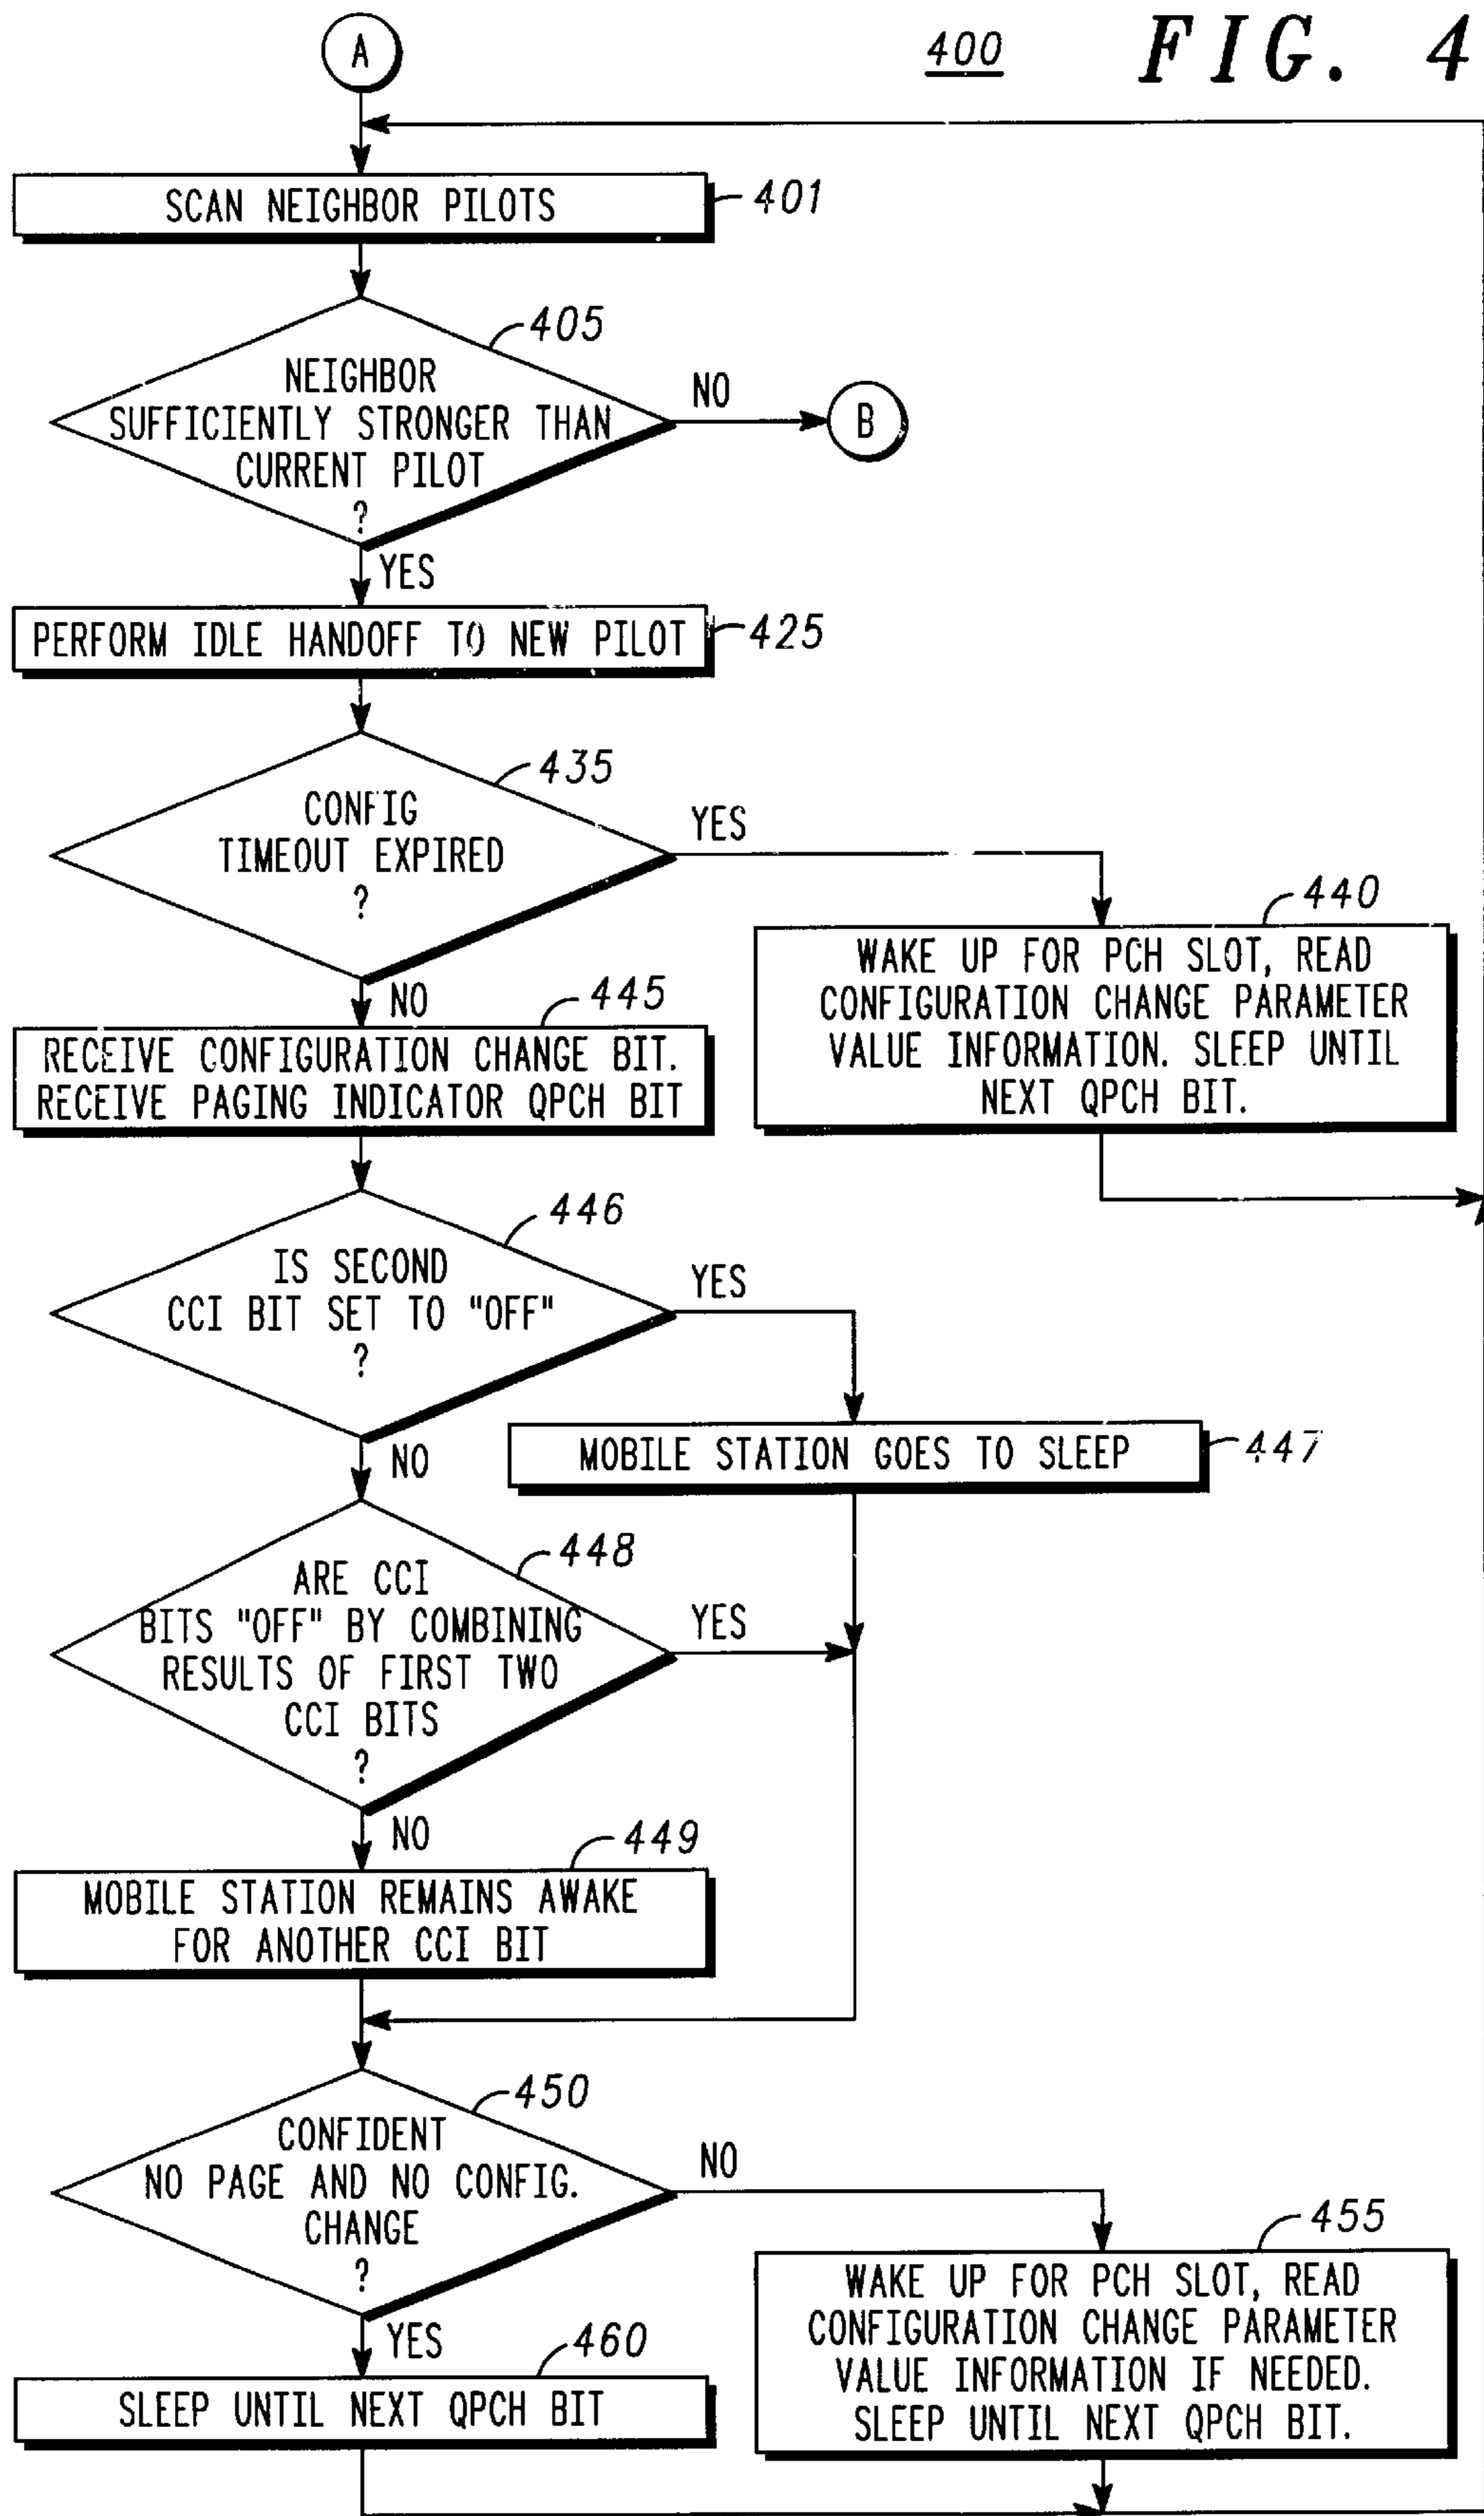 A
400 FIG. 4
SCAN NEIGHBOR PILOTS
401
405
NEIGHBOR
SUFFICIENTLY STRONGER THAN
CURRENT PILOT
?
NO
B
YES
PERFORM IDLE HANDOFF TO NEW PILOT
425
435
CONFIG
TIMEOUT EXPIRED
?
YES
440
WAKE UP FOR PCH SLOT, READ
CONFIGURATION CHANGE PARAMETER
VALUE INFORMATION. SLEEP UNTIL
NEXT QPCH BIT.
NO
445
RECEIVE CONFIGURATION CHANGE BIT.
RECEIVE PAGING INDICATOR QPCH BIT
446
IS SECOND
CCI BIT SET TO "OFF"
?
YES
MOBILE STATION GOES TO SLEEP
447
NO
448
ARE CCI
BITS "OFF" BY COMBINING
RESULTS OF FIRST TWO
CCI BITS
?
YES
NO
449
MOBILE STATION REMAINS AWAKE
FOR ANOTHER CCI BIT
450
CONFIDENT
NO PAGE AND NO CONFIG.
CHANGE
?
NO
455
WAKE UP FOR PCH SLOT, READ
CONFIGURATION CHANGE PARAMETER
VALUE INFORMATION IF NEEDED.
SLEEP UNTIL NEXT QPCH BIT.
YES
460
SLEEP UNTIL NEXT QPCH BIT